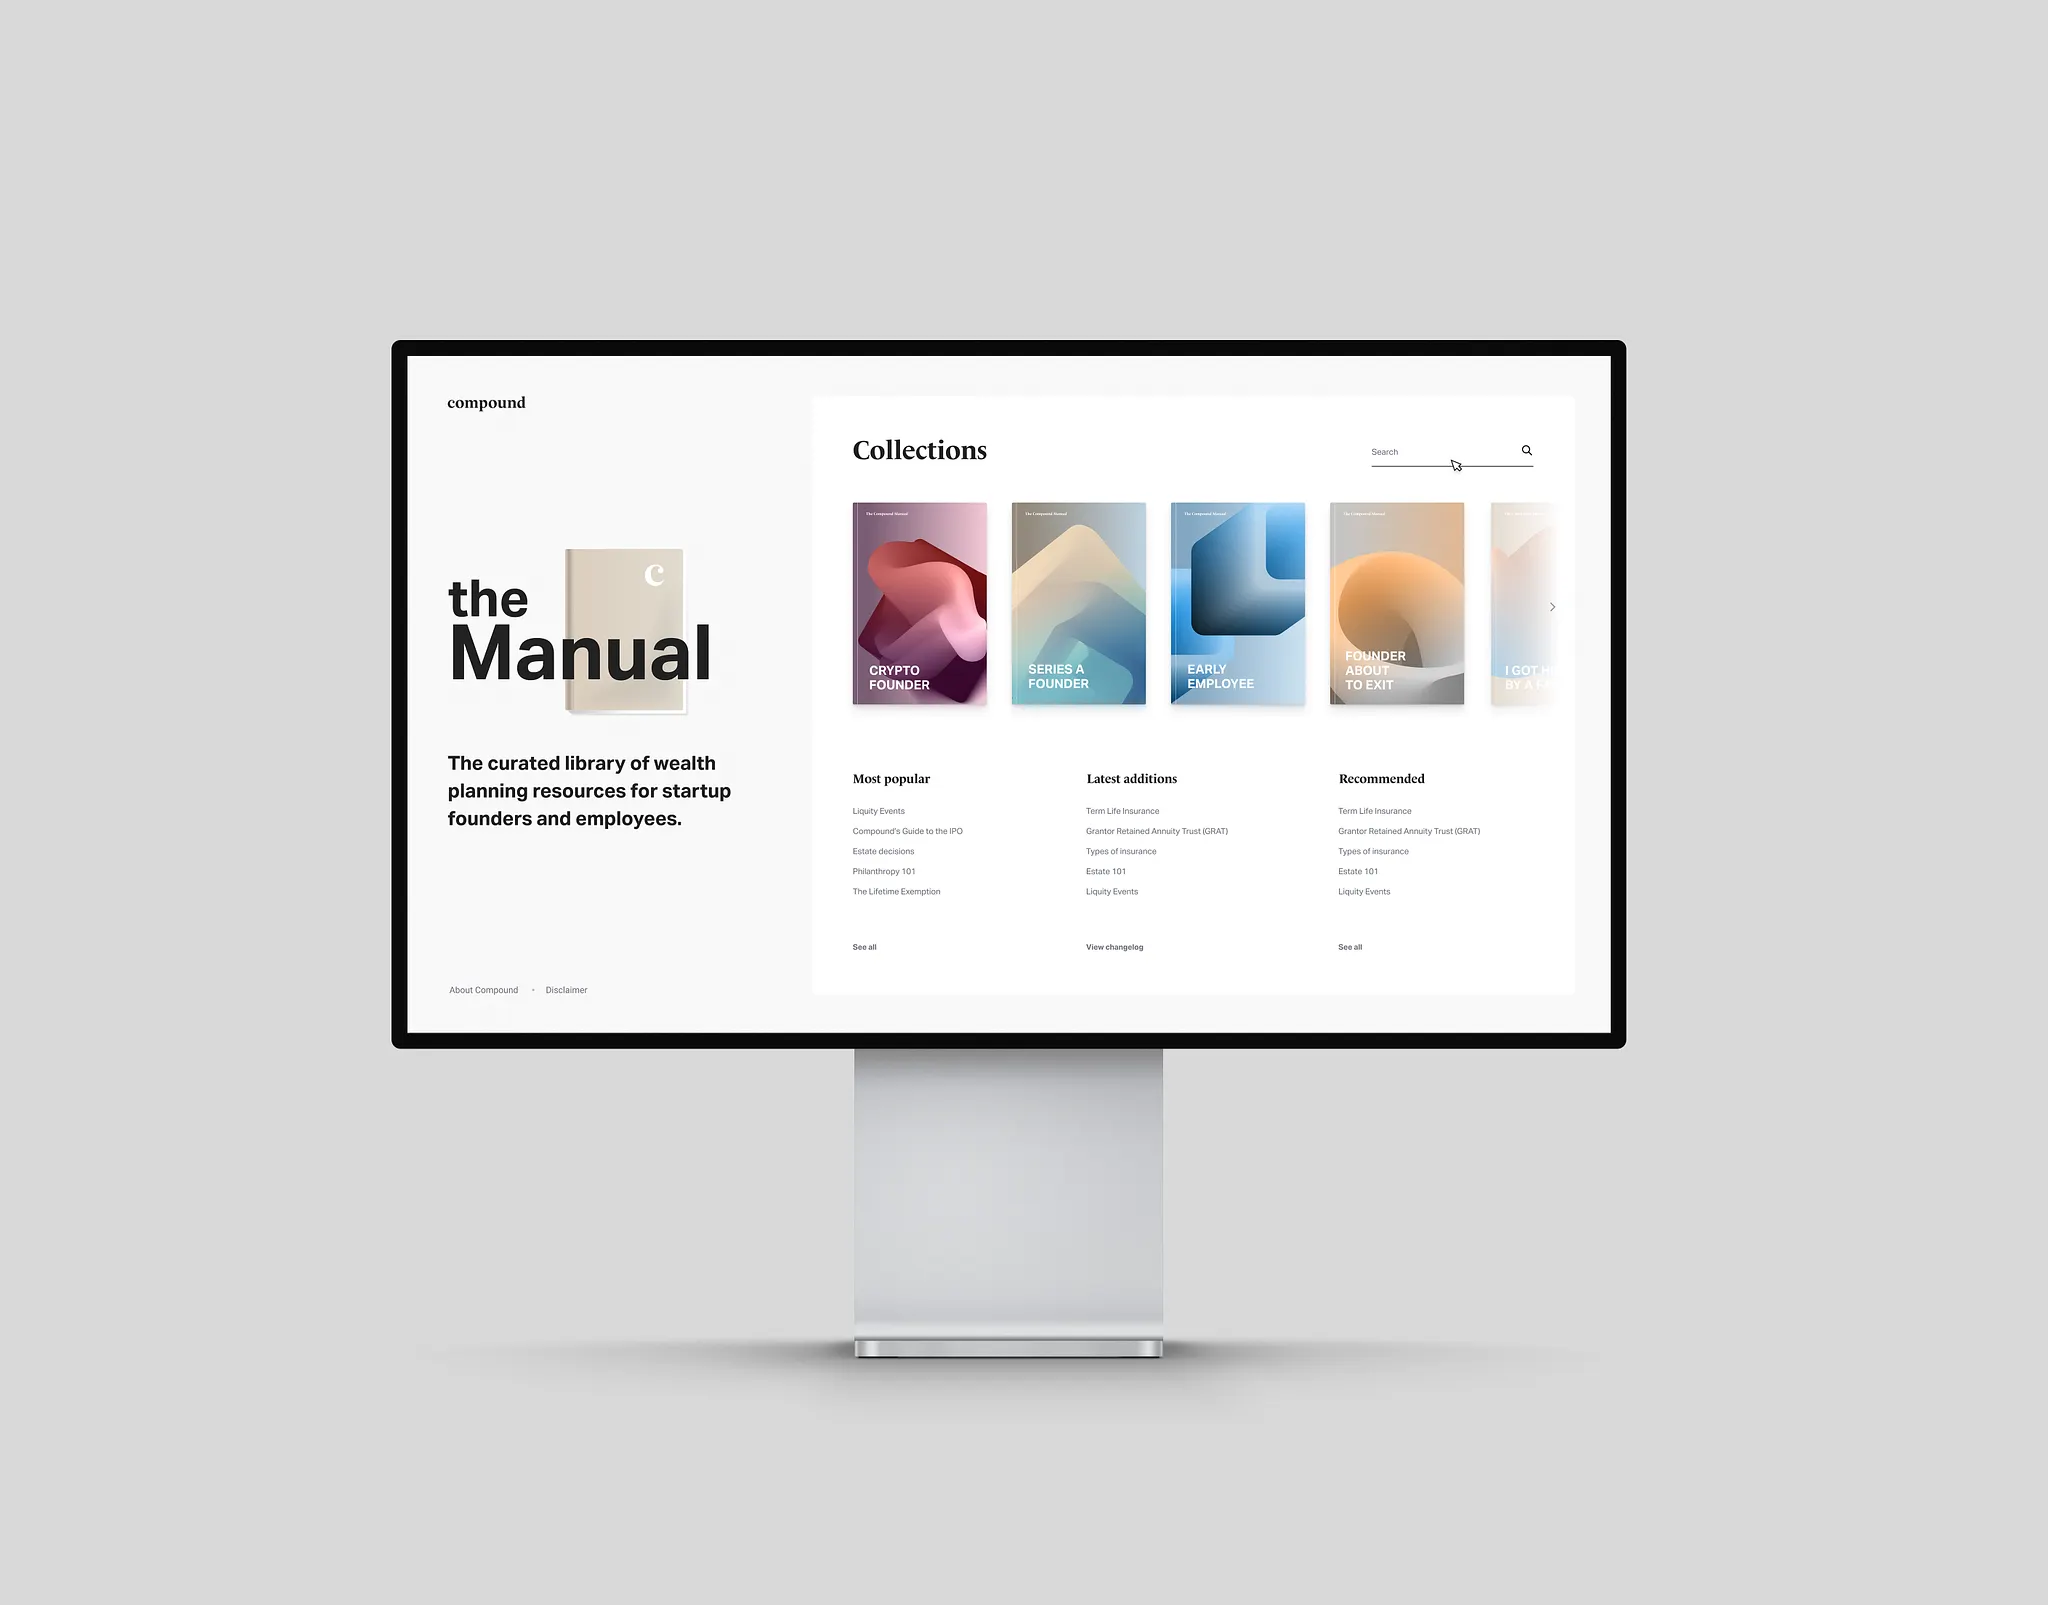 compound
c
the
Manual
The curated library of wealth
planning resources for startup
founders and employees.
About Compound • Disclaimer
Collections
Search
The Compound Manual
CRYPTO
FOUNDER
The Compound Manual
SERIES A
FOUNDER
The Compound Manual
EARLY
EMPLOYEE
The Compound Manual
FOUNDER
ABOUT
TO EXIT
I GOT
BY A
Most popular
Liquity Events
Compound's Guide to the IPO
Estate decisions
Philanthropy 101
The Lifetime Exemption
See all
Latest additions
Term Life Insurance
Grantor Retained Annuity Trust (GRAT)
Types of insurance
Estate 101
Liquity Events
View changelog
Recommended
Term Life Insurance
Grantor Retained Annuity Trust (GRAT)
Types of insurance
Estate 101
Liquity Events
See all